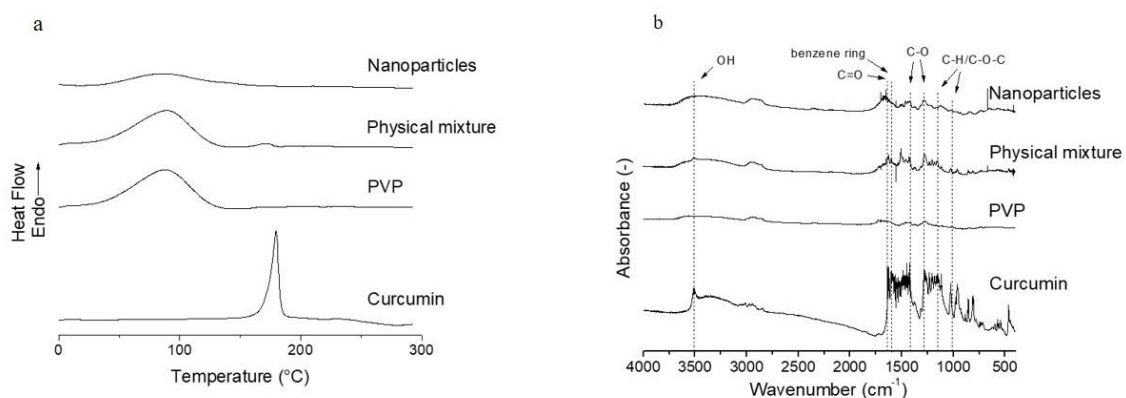 a
Nanoparticles
Physical mixture
PVP
Curcumin
Heat Flow
Endo
0 100 200 300
Temperature (°C)
b
OH
benzene ring
C=O
C-O
C-H/C-O-C
Nanoparticles
Physical mixture
PVP
Curcumin
Absorbance (-)
4000 3500 3000 2500 2000 1500 1000 500
Wavenumber (cm⁻¹)